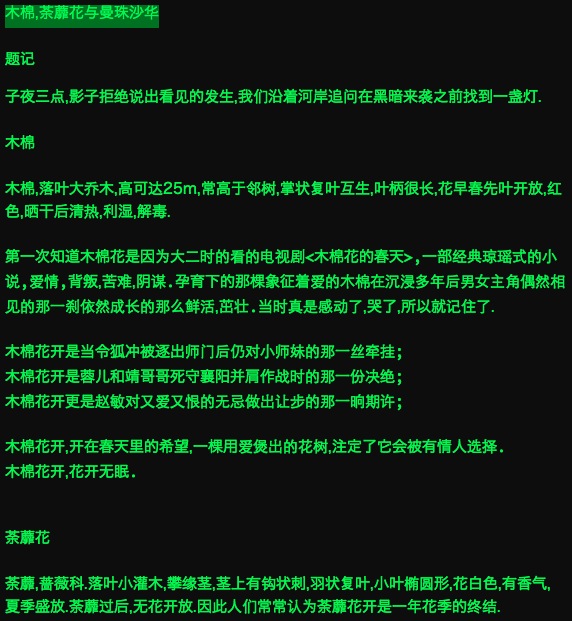 木棉,荼蘼花与曼珠沙华
题记
子夜三点,影子拒绝说出看见的发生,我们沿着河岸追问在黑暗来袭之前找到一盏灯.
木棉
木棉,落叶大乔木,高可达25m,常高于邻树,掌状复叶互生,叶柄很长,花早春先叶开放,红
色,晒干后清热,利湿,解毒.
第一次知道木棉花是因为大二时的看的电视剧<木棉花的春天>,一部经典琼瑶式的小
说,爱情,背叛,苦难,阴谋.孕育下的那棵象征着爱的木棉在沉浸多年后男女主角偶然相
见的那一刹依然成长的那么鲜活,茁壮.当时真是感动了,哭了,所以就记住了.
木棉花开是当令狐冲被逐出师门后仍对小师妹的那一丝牵挂;
木棉花开是蓉儿和靖哥哥死守襄阳并肩作战时的那一份决绝;
木棉花开更是赵敏对又爱又恨的无忌做出让步的那一晌期许;
木棉花开,开在春天里的希望,一棵用爱煲出的花树,注定了它会被有情人选择.
木棉花开,花开无眠.
荼蘼花
荼蘼,蔷薇科.落叶小灌木,攀缘茎,茎上有钩状刺,羽状复叶,小叶椭圆形,花白色,有香气,
夏季盛放.荼蘼过后,无花开放.因此人们常常认为荼蘼花开是一年花季的终结.